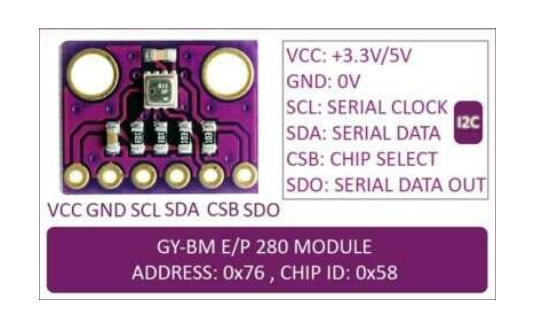 VCC: +3.3V/5V
GND: 0V
SCL: SERIAL CLOCK
SDA: SERIAL DATA
I2C
CSB: CHIP SELECT
SDO: SERIAL DATA OUT
VCC GND SCL SDA CSB SDO
GY-BM E/P 280 MODULE
ADDRESS: 0x76 , CHIP ID: 0x58